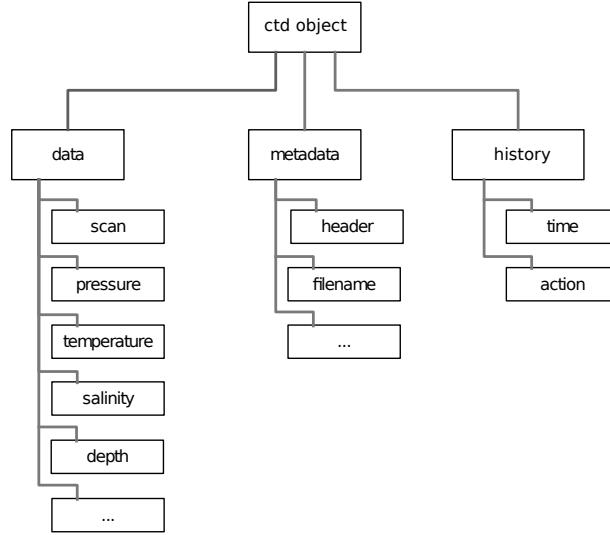 ctd object
data
metadata
history
scan
header
time
pressure
filename
action
temperature
...
salinity
depth
...